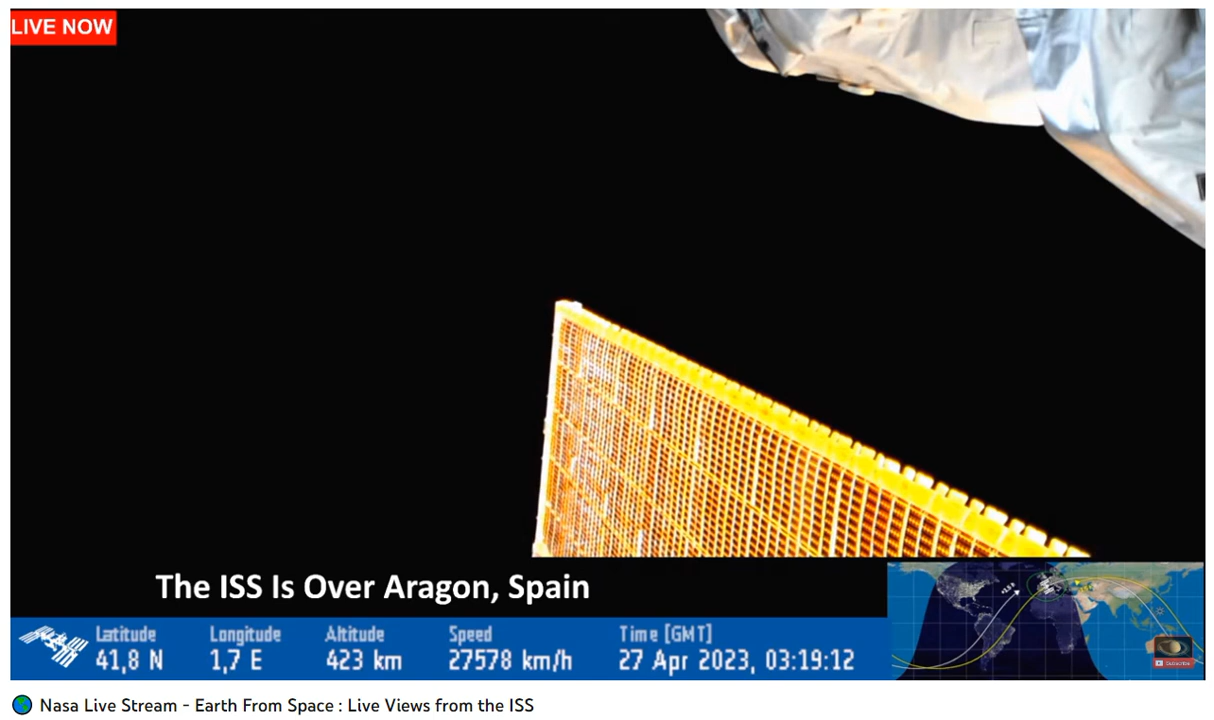 LIVE NOW
The ISS Is Over Aragon, Spain
Latitude Longitude Altitude Speed Time [GMT]
41,8 N 1,7 E 423 km 27578 km/h 27 Apr 2023, 03:19:12
Subscribe
Nasa Live Stream - Earth From Space : Live Views from the ISS